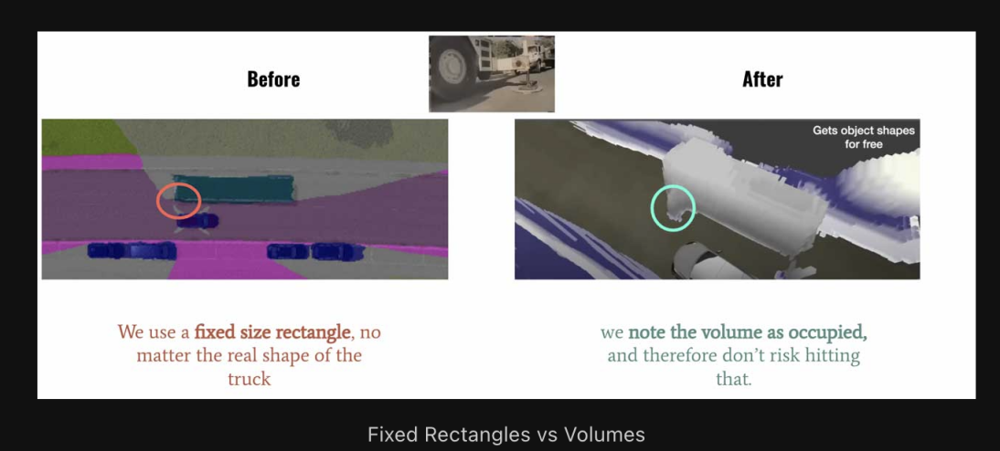 Before
After
Gets object shapes
for free
We use a fixed size rectangle, no
matter the real shape of the
truck
we note the volume as occupied,
and therefore don’t risk hitting
that.
Fixed Rectangles vs Volumes